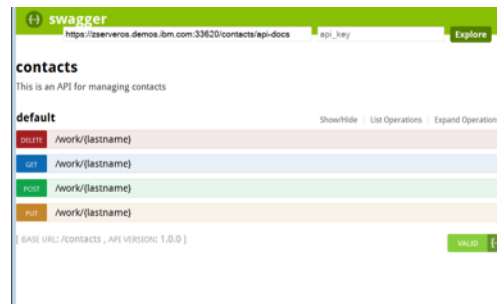 swagger
https://zserveros.demos.ibm.com:33620/contacts/api-docs api_key Explore
contacts
This is an API for managing contacts
default Show/Hide List Operations Expand Operation
DELETE /work/{lastname}
GET /work/{lastname}
POST /work/{lastname}
PUT /work/{lastname}
[ BASE URL: /contacts , API VERSION: 1.0.0 ] VALID {